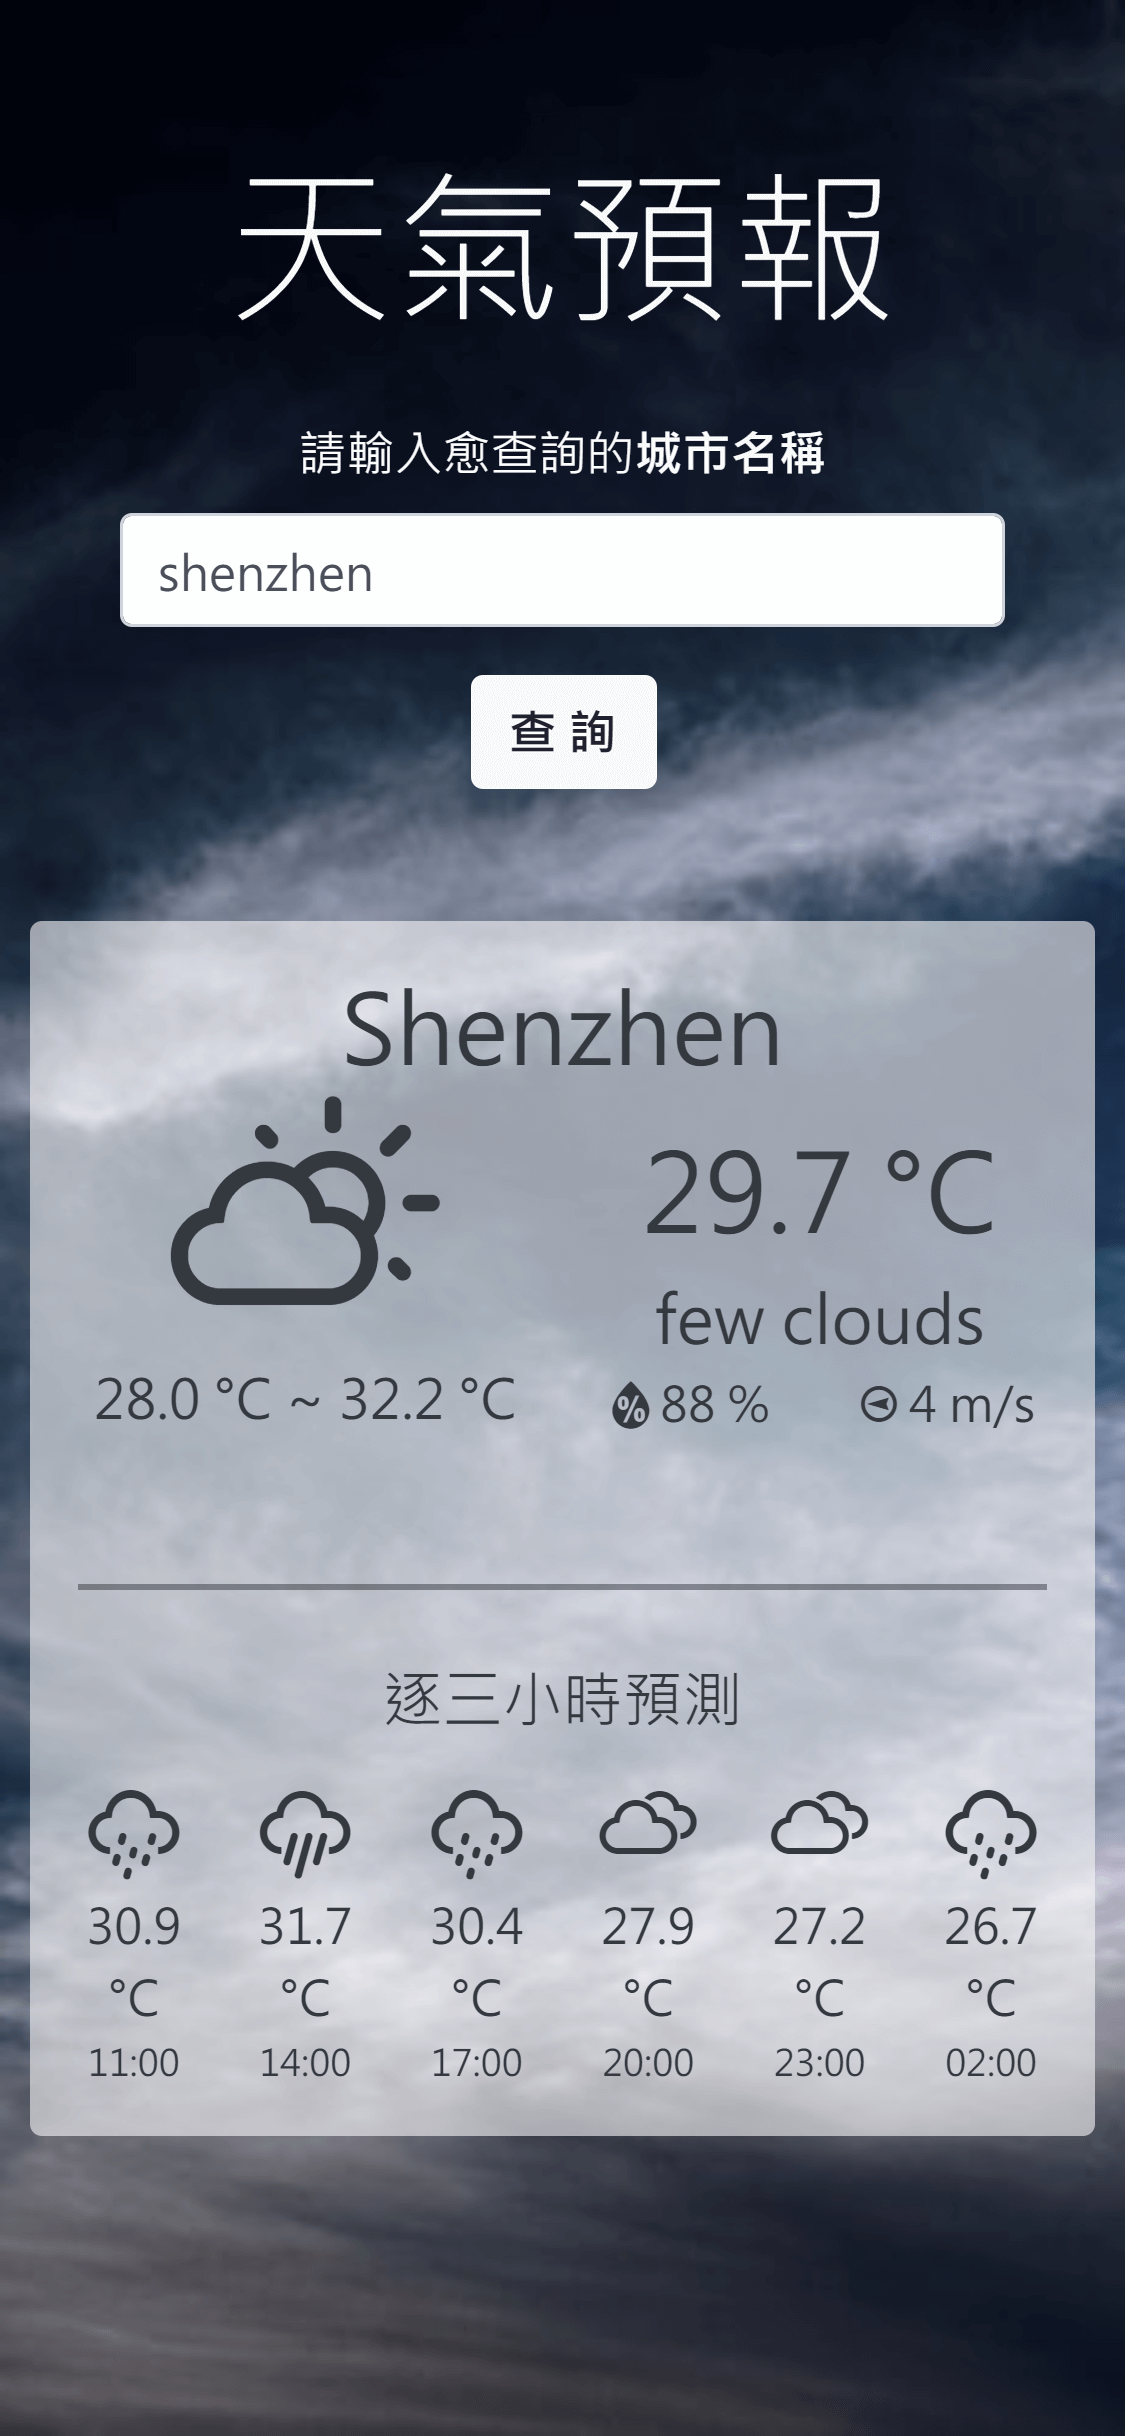 天氣預報
請輸入愈查詢的城市名稱
shenzhen
查詢
Shenzhen
29.7 °C
few clouds
28.0 °C ~ 32.2 °C
% 88 % 4 m/s
逐三小時預測
30.9 31.7 30.4 27.9 27.2 26.7
°C °C °C °C °C °C
11:00 14:00 17:00 20:00 23:00 02:00